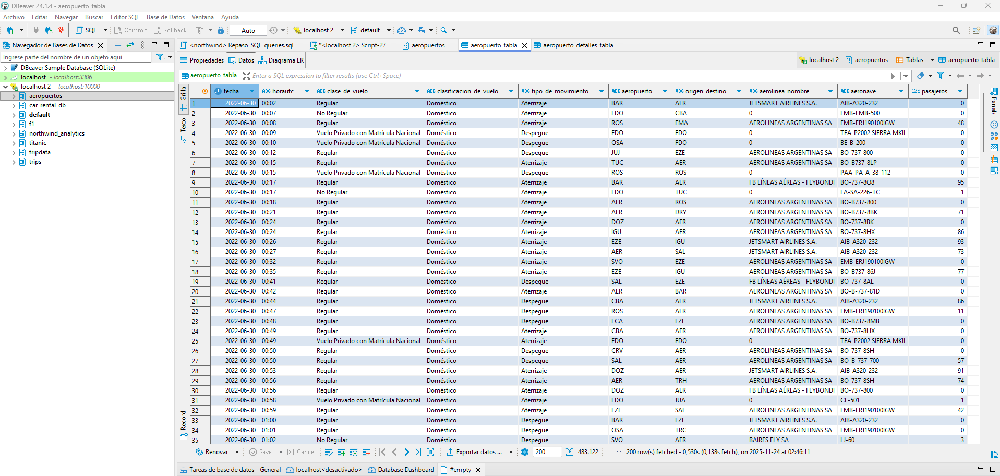 DBeaver 24.1.4 - aeropuerto_tabla
Archivo Editar Navegar Buscar Editor SQL Base de Datos Ventana Ayuda
SQL Commit Rollback Auto localhost 2 default
Navegador de Bases de Datos
Ingrese parte del nombre de un objeto aquí
DBeaver Sample Database (SQLite)
localhost - localhost:3306
localhost 2 - localhost:10000
aeropuertos
car_rental_db
default
f1
northwind_analytics
titanic
tripdata
trips
<northwind> Repaso_SQL_queries.sql *<localhost 2> Script-27 aeropuertos aeropuerto_tabla aeropuerto_detalles_tabla
Propiedades Datos Diagrama ER localhost 2 aeropuertos Tablas aeropuerto_tabla
aeropuerto_tabla Enter a SQL expression to filter results (use Ctrl+Space)
Grilla
Texto
Record
fecha ABC horautc ABC clase_de_vuelo ABC clasificacion_de_vuelo ABC tipo_de_movimiento ABC aeropuerto ABC origen_destino ABC aerolinea_nombre ABC aeronave 123 pasajeros
1 2022-06-30 00:02 Regular Doméstico Aterrizaje BAR AER JETSMART AIRLINES S.A. AIB-A320-232 0
2 2022-06-30 00:07 No Regular Doméstico Aterrizaje FDO CBA 0 EMB-EMB-500 0
3 2022-06-30 00:08 Regular Doméstico Aterrizaje ROS FMA AEROLINEAS ARGENTINAS SA EMB-ERJ190100IGW 48
4 2022-06-30 00:09 Vuelo Privado con Matrícula Nacional Doméstico Despegue FDO FDO 0 TEA-P2002 SIERRA MKII 0
5 2022-06-30 00:10 Vuelo Privado con Matrícula Nacional Doméstico Despegue OSA FDO 0 BE-B-200 0
6 2022-06-30 00:12 Regular Doméstico Despegue JUJ EZE AEROLINEAS ARGENTINAS SA BO-737-800 0
7 2022-06-30 00:15 Regular Doméstico Aterrizaje TUC AER AEROLINEAS ARGENTINAS SA BO-B737-8LP 0
8 2022-06-30 00:15 Vuelo Privado con Matrícula Nacional Doméstico Despegue ROS ROS 0 PAA-PA-A-38-112 0
9 2022-06-30 00:17 Regular Doméstico Aterrizaje BAR AER FB LÍNEAS AÉREAS - FLYBONDI BO-737-8Q8 95
10 2022-06-30 00:17 No Regular Doméstico Aterrizaje FDO TUC 0 FA-SA-226-TC 1
11 2022-06-30 00:18 Regular Doméstico Aterrizaje AER ROS AEROLINEAS ARGENTINAS SA BO-B737-800 0
12 2022-06-30 00:21 Regular Doméstico Aterrizaje AER DRY AEROLINEAS ARGENTINAS SA BO-B737-8BK 71
13 2022-06-30 00:24 Regular Doméstico Aterrizaje DOZ AER AEROLINEAS ARGENTINAS SA BO-737-8BK 0
14 2022-06-30 00:24 Regular Doméstico Aterrizaje IGU AER AEROLINEAS ARGENTINAS SA BO-737-8HX 86
15 2022-06-30 00:26 Regular Doméstico Aterrizaje EZE IGU JETSMART AIRLINES S.A. AIB-A320-232 93
16 2022-06-30 00:27 Regular Doméstico Aterrizaje AER SAL JETSMART AIRLINES S.A. AIB-A320-232 73
17 2022-06-30 00:32 Regular Doméstico Aterrizaje SVO EZE AEROLINEAS ARGENTINAS SA EMB-ERJ190100IGW 0
18 2022-06-30 00:35 Regular Doméstico Aterrizaje EZE IGU AEROLINEAS ARGENTINAS SA BO-B737-86J 77
19 2022-06-30 00:41 Regular Doméstico Despegue SAL EZE FB LÍNEAS AÉREAS - FLYBONDI BO-737-8AL 0
20 2022-06-30 00:42 Regular Doméstico Aterrizaje AER BAR AEROLINEAS ARGENTINAS SA BO-B-737-81D 0
21 2022-06-30 00:44 Regular Doméstico Despegue CBA AER JETSMART AIRLINES S.A. AIB-A320-232 86
22 2022-06-30 00:47 Regular Doméstico Despegue ROS AER AEROLINEAS ARGENTINAS SA EMB-ERJ190100IGW 11
23 2022-06-30 00:48 Regular Doméstico Despegue ECA EZE AEROLINEAS ARGENTINAS SA BO-B737-8MB 0
24 2022-06-30 00:49 Regular Doméstico Aterrizaje CBA AER AEROLINEAS ARGENTINAS SA BO-737-8HX 0
25 2022-06-30 00:49 Vuelo Privado con Matrícula Nacional Doméstico Aterrizaje FDO FDO 0 TEA-P2002 SIERRA MKII 0
26 2022-06-30 00:50 Regular Doméstico Despegue CRV AER AEROLINEAS ARGENTINAS SA BO-737-8SH 0
27 2022-06-30 00:50 Regular Doméstico Despegue SAL AER AEROLINEAS ARGENTINAS SA BO-B-737-700 57
28 2022-06-30 00:53 Regular Doméstico Aterrizaje DOZ AER JETSMART AIRLINES S.A. AIB-A320-232 91
29 2022-06-30 00:56 Regular Doméstico Aterrizaje AER TRH AEROLINEAS ARGENTINAS SA BO-737-8SH 74
30 2022-06-30 00:56 Regular Doméstico Aterrizaje DOZ AER FB LÍNEAS AÉREAS - FLYBONDI BO-737-800 0
31 2022-06-30 00:58 Vuelo Privado con Matrícula Nacional Doméstico Aterrizaje FDO JUA 0 CE-501 1
32 2022-06-30 00:59 Regular Doméstico Aterrizaje EZE SAL AEROLINEAS ARGENTINAS SA EMB-ERJ190100IGW 42
33 2022-06-30 01:00 Regular Doméstico Despegue BAR EZE JETSMART AIRLINES S.A. AIB-A320-232 0
34 2022-06-30 01:01 Regular Doméstico Despegue OSA TRC AEROLINEAS ARGENTINAS SA EMB-ERJ190100IGW 0
35 2022-06-30 01:02 No Regular Doméstico Despegue SVO AER BAIRES FLY SA LJ-60 3
Panels
Renovar Save Cancel Exportar datos ... 200 483.122 ... 200 row(s) fetched - 0,530s (0,138s fetch), on 2025-11-24 at 02:46:11
Tareas de base de datos - General localhost<desactivado> Database Dashboard #empty